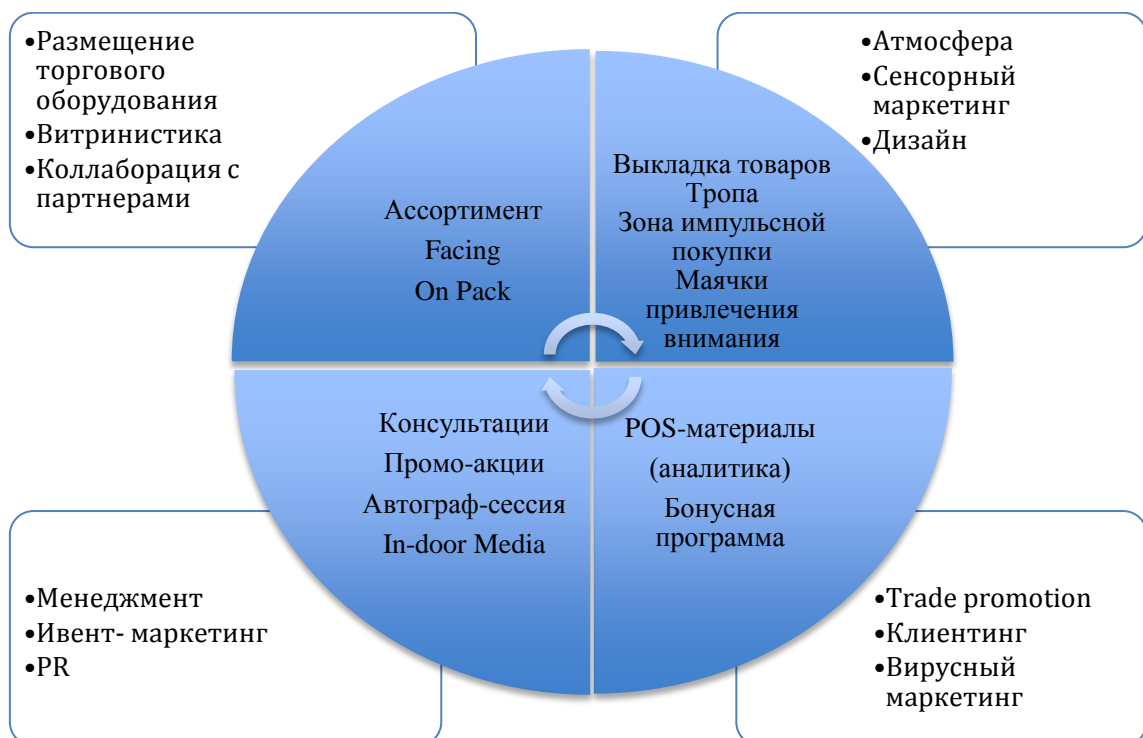 •Размещение
торгового
оборудования
•Витринистика
•Коллаборация с
партнерами
•Атмосфера
•Сенсорный
маркетинг
•Дизайн
Ассортимент
Facing
On Pack
Выкладка товаров
Тропа
Зона импульсной
покупки
Маячки
привлечения
внимания
Консультации
Промо-акции
Автограф-сессия
In-door Media
POS-материалы
(аналитика)
Бонусная
программа
•Менеджмент
•Ивент- маркетинг
•PR
•Trade promotion
•Клиентинг
•Вирусный
маркетинг